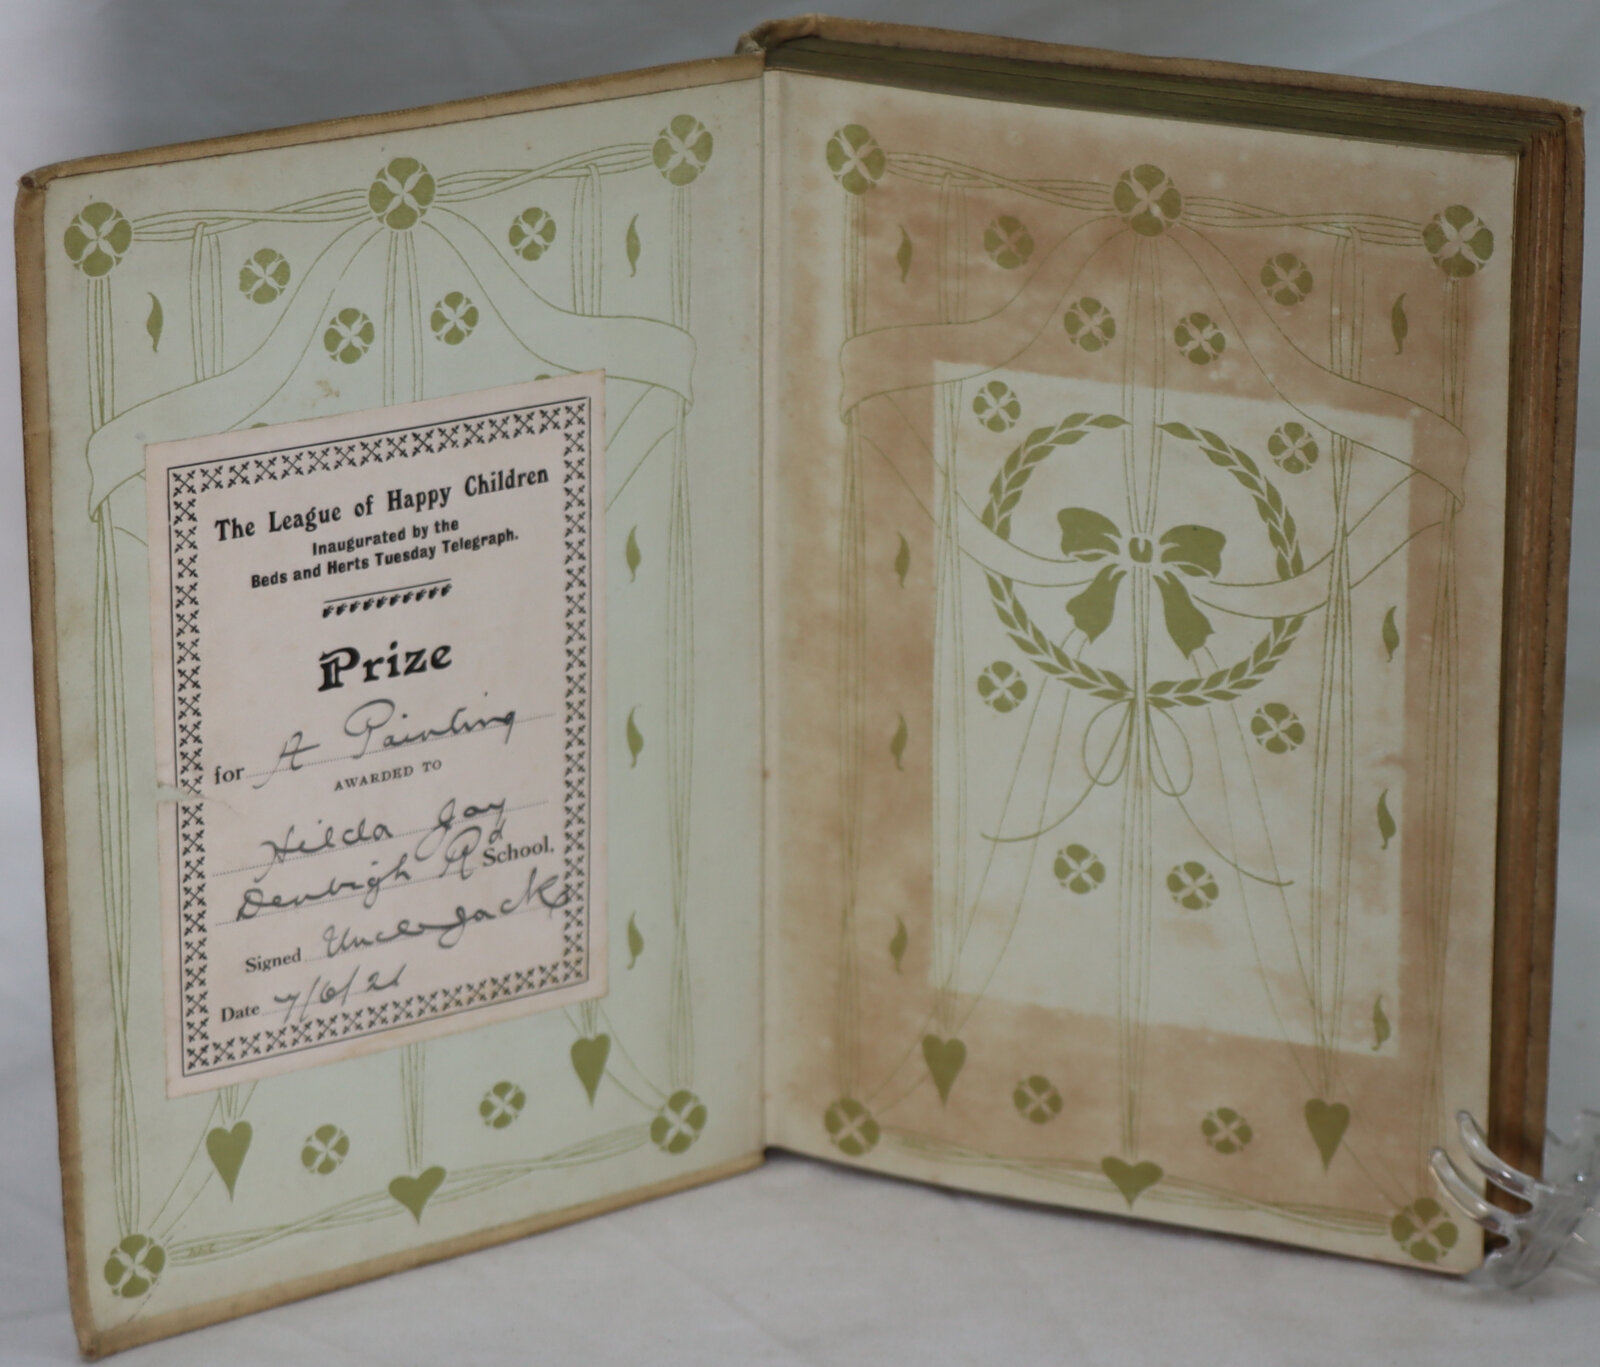 The League of Happy Children
Inaugurated by the
Beds and Herts Tuesday Telegraph.
Prize
for A Painting
AWARDED TO
Hilda Jay
Denbigh Rd School.
Signed Uncle Jack
Date 7/6/21